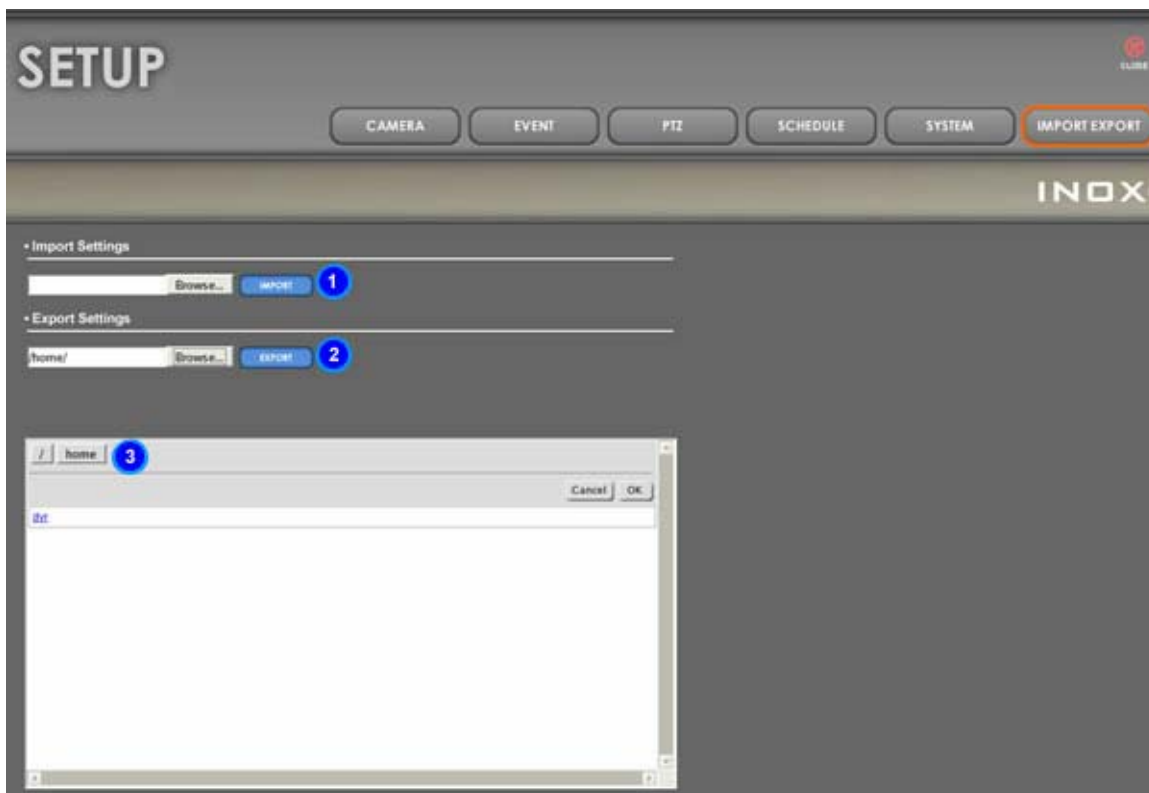 SETUP
CLOSE
CAMERA EVENT PTZ SCHEDULE SYSTEM IMPORT EXPORT
INOX
• Import Settings
Browse... IMPORT 1
• Export Settings
/home/ Browse... EXPORT 2
/ home 3
Cancel OK